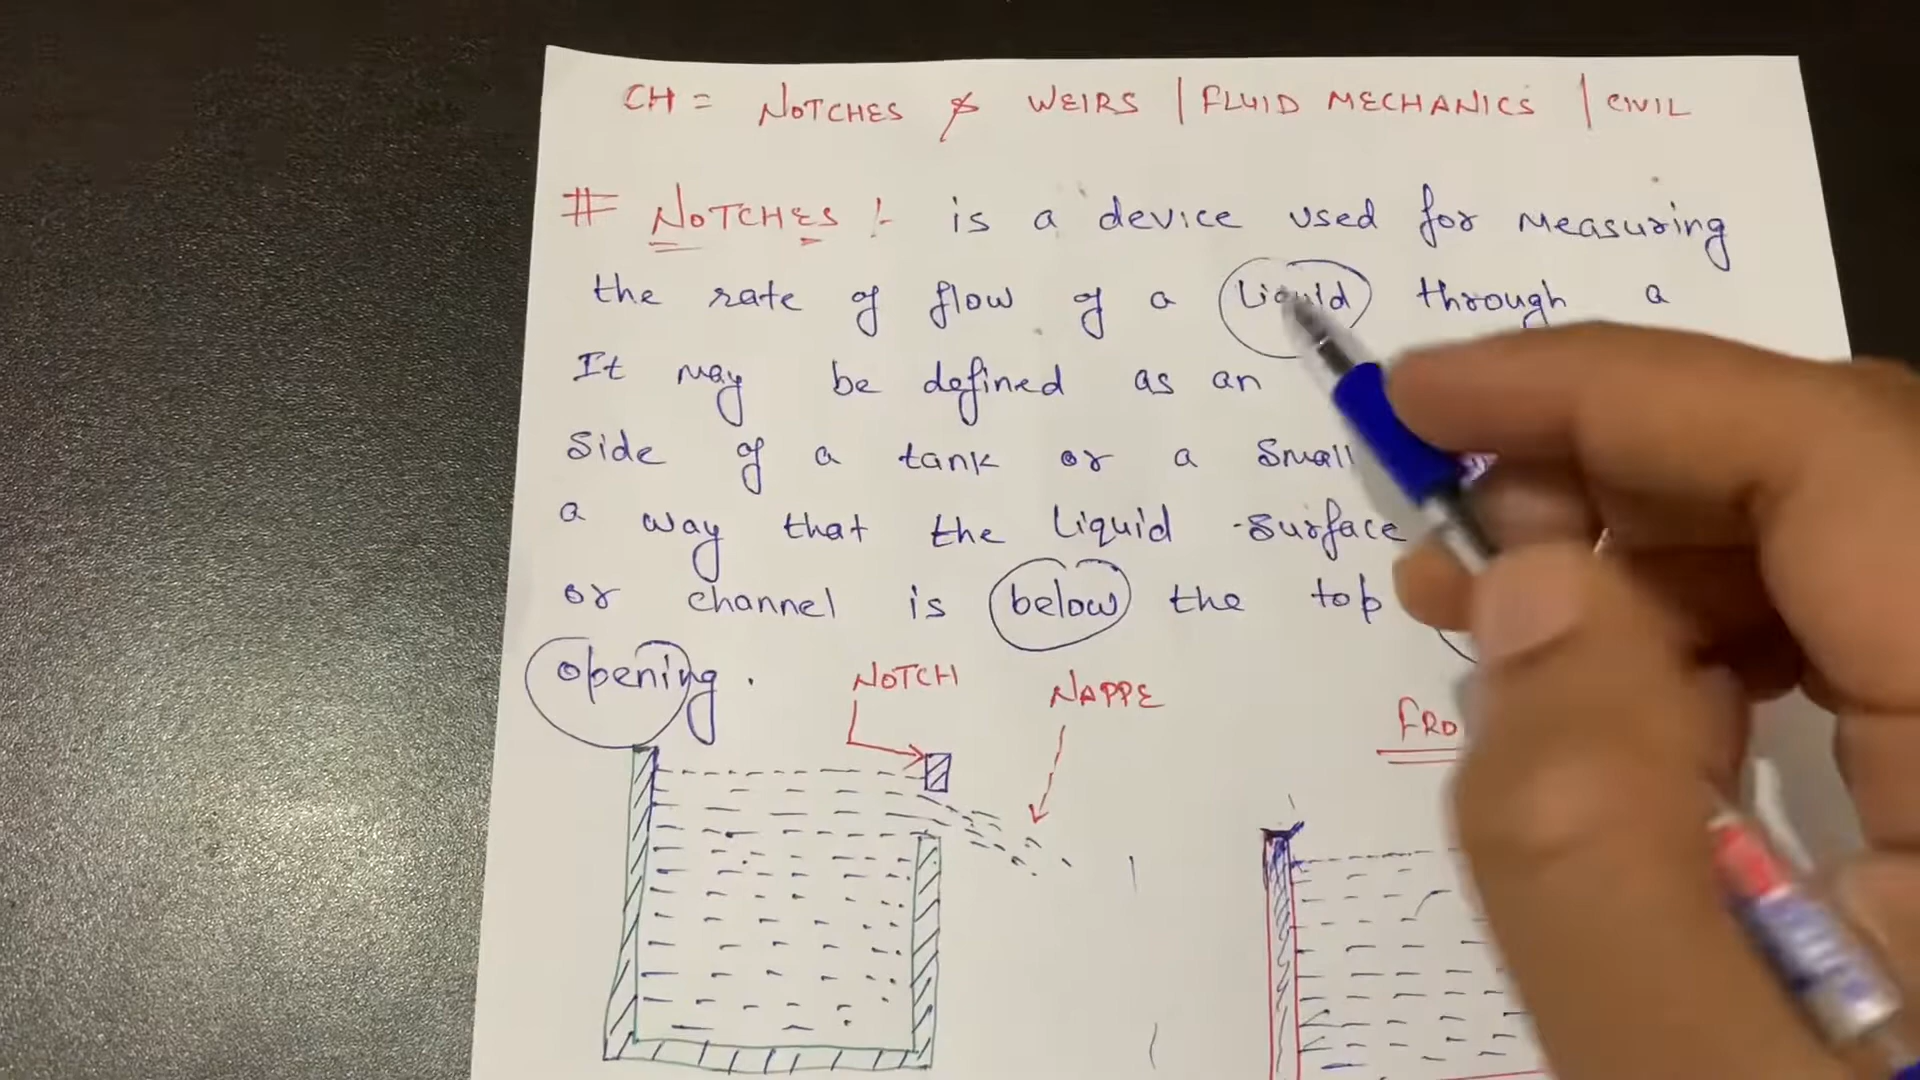 CH = NOTCHES & WEIRS | FLUID MECHANICS | CIVIL
# NOTCHES :- is a device used for measuring
the rate of flow of a liquid through a
It may be defined as an
side of a tank or a small
a way that the liquid surface
or channel is below the top
opening.
NOTCH
NAPPE
FRO